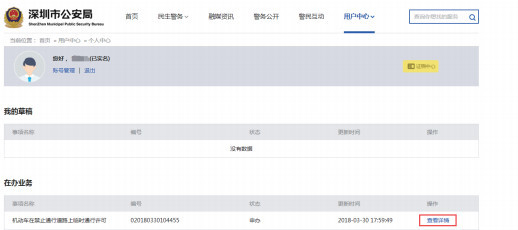 深圳市公安局
ShenZhen Municipal Public Security Bureau
首页 民生警务 融媒资讯 警务公开 警民互动 用户中心
当前位置：首页 > 用户中心 > 个人中心
您好， (已实名)
账号管理 | 退出
我的草稿
事项名称 编号 状态 更新时间 操作
没有数据
在办业务
事项名称 编号 状态 更新时间 操作
机动车在禁止通行道路上临时通行许可 020180330104455 申办 2018-03-30 17:59:49 查看详情